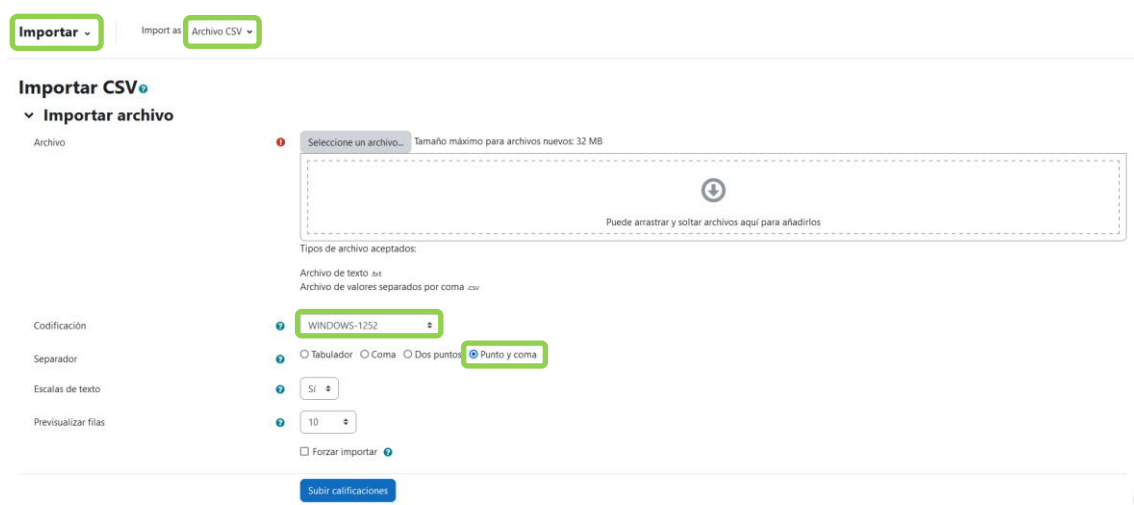 Importar
Import as Archivo CSV
Importar CSV
Importar archivo
Archivo
Seleccione un archivo... Tamaño máximo para archivos nuevos: 32 MB
Puede arrastrar y soltar archivos aquí para añadirlos
Tipos de archivo aceptados:
Archivo de texto .txt
Archivo de valores separados por coma .csv
Codificación
WINDOWS-1252
Separador
Tabulador Coma Dos puntos Punto y coma
Escalas de texto
Sí
Previsualizar filas
10
Forzar importar
Subir calificaciones